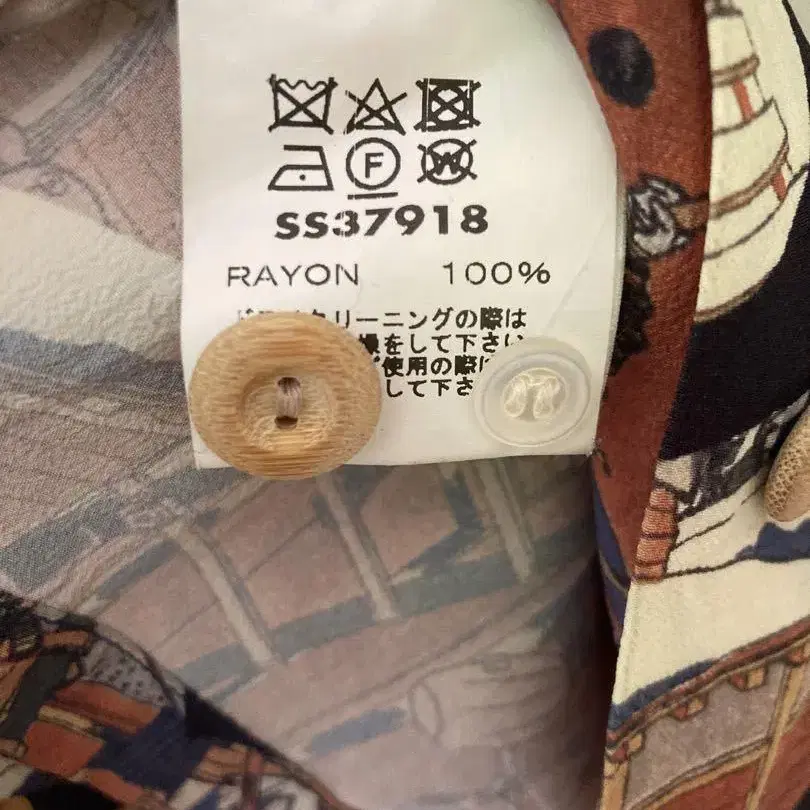 F W
SS37918
RAYON 100%
クリーニングの際は
をして下さい
使用の際に
して下さ